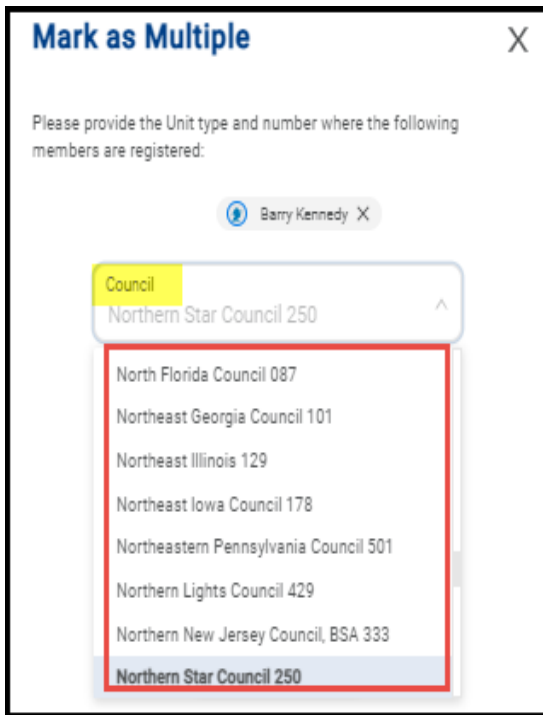 Mark as Multiple X
Please provide the Unit type and number where the following
members are registered:
Barry Kennedy X
Council
Northern Star Council 250
North Florida Council 087
Northeast Georgia Council 101
Northeast Illinois 129
Northeast Iowa Council 178
Northeastern Pennsylvania Council 501
Northern Lights Council 429
Northern New Jersey Council, BSA 333
Northern Star Council 250